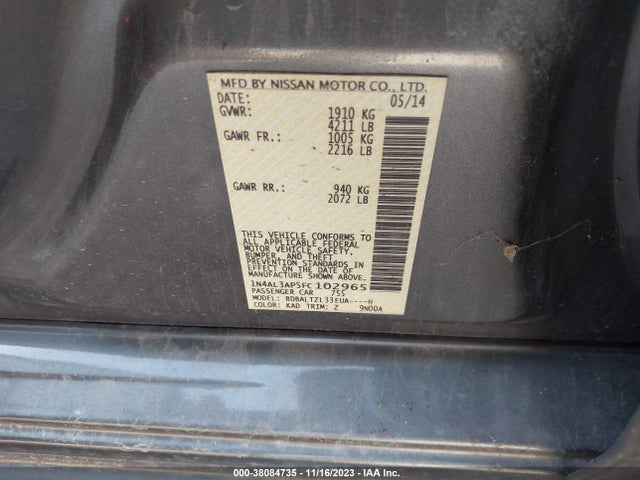 MFD BY NISSAN MOTOR CO., LTD.
DATE: 05/14
GVWR: 1910 KG
4211 LB
GAWR FR.: 1005 KG
2216 LB
GAWR RR.: 940 KG
2072 LB
THIS VEHICLE CONFORMS TO
ALL APPLICABLE FEDERAL
MOTOR VEHICLE SAFETY,
BUMPER, AND THEFT
PREVENTION STANDARDS IN
EFFECT ON THE DATE OF
MANUFACTURE SHOWN ABOVE.
1N4AL3AP5FC102965
PASSENGER CAR 755
MODEL: BDBALTZL33EUA----H
COLOR: KAD TRIM: Z 9N00A
000-38084735 - 11/16/2023 - IAA Inc.